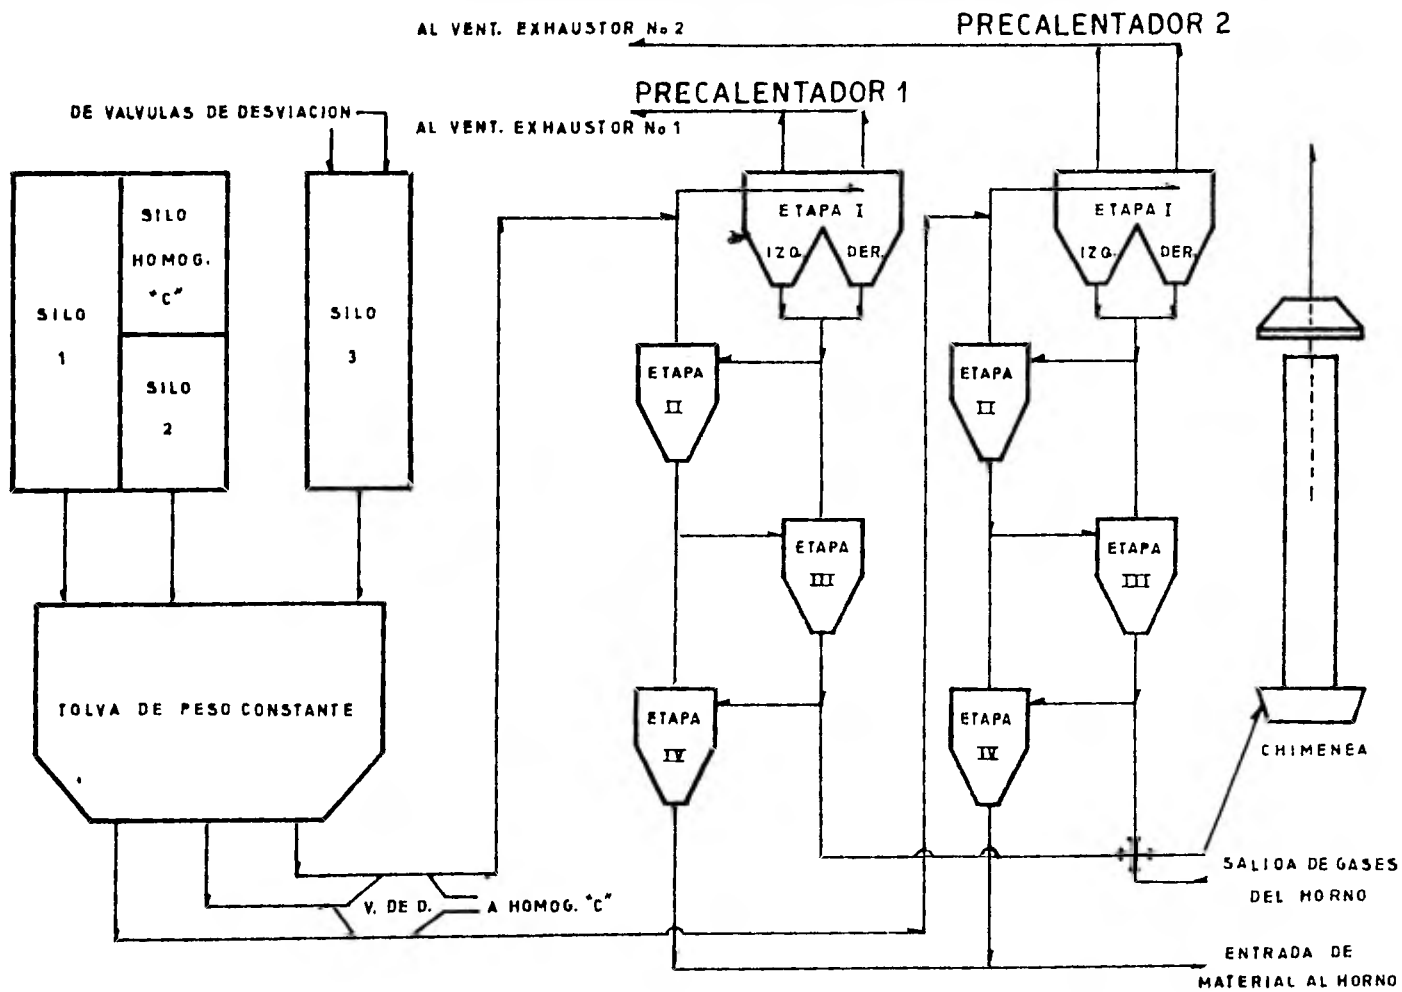 AL VENT. EXHAUSTOR No 2
PRECALENTADOR 2
PRECALENTADOR 1
DE VALVULAS DE DESVIACION
AL VENT. EXHAUSTOR No 1
SILO
HOMOG.
"C"
SILO
1
SILO
2
SILO
3
ETAPA I
IZQ.
DER.
ETAPA I
IZQ.
DER.
ETAPA
II
ETAPA
II
ETAPA
III
ETAPA
III
TOLVA DE PESO CONSTANTE
ETAPA
IV
ETAPA
IV
CHIMENEA
V. DE D.
A HOMOG. "C"
SALIDA DE GASES
DEL HORNO
ENTRADA DE
MATERIAL AL HORNO